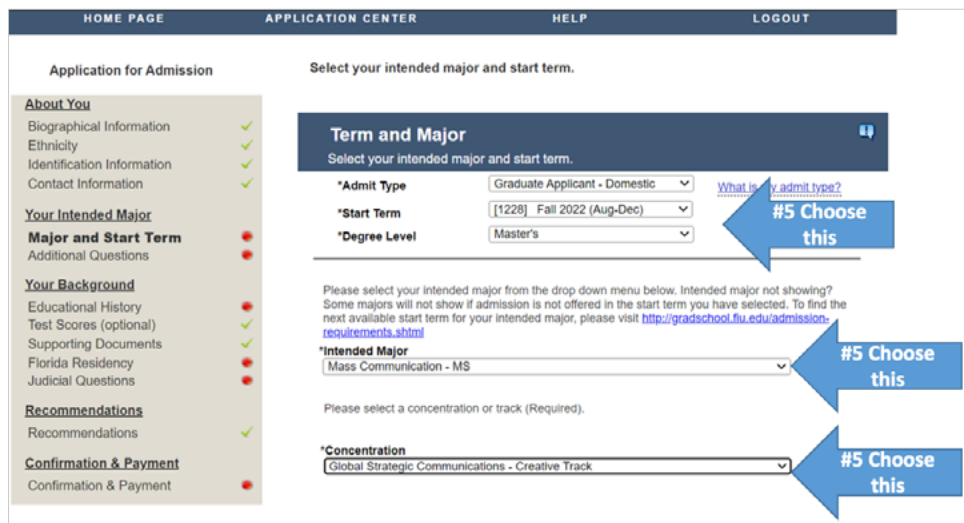 HOME PAGE
APPLICATION CENTER
HELP
LOGOUT
Application for Admission
About You
Biographical Information
Ethnicity
Identification Information
Contact Information
Your Intended Major
Major and Start Term
Additional Questions
Your Background
Educational History
Test Scores (optional)
Supporting Documents
Florida Residency
Judicial Questions
Recommendations
Recommendations
Confirmation & Payment
Confirmation & Payment
Select your intended major and start term.
Term and Major
Select your intended major and start term.
*Admit Type
Graduate Applicant - Domestic
What is my admit type?
*Start Term
[1228] Fall 2022 (Aug-Dec)
*Degree Level
Master's
#5 Choose
this
Please select your intended major from the drop down menu below. Intended major not showing?
Some majors will not show if admission is not offered in the start term you have selected. To find the
next available start term for your intended major, please visit http://gradschool.fiu.edu/admission-
requirements.shtml
*Intended Major
Mass Communication - MS
#5 Choose
this
Please select a concentration or track (Required).
*Concentration
Global Strategic Communications - Creative Track
#5 Choose
this